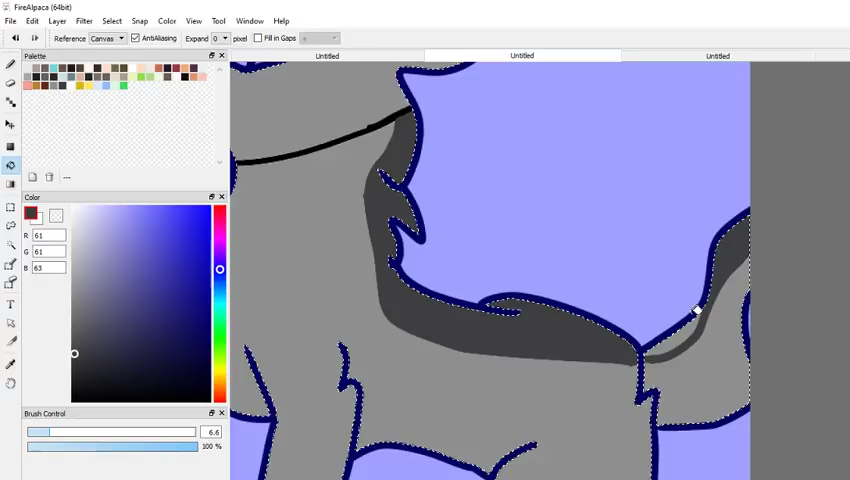 FireAlpaca (64bit)
File Edit Layer Filter Select Snap Color View Tool Window Help
Reference Canvas AntiAliasing Expand 0 pixel Fill in Gaps 4
Palette
Untitled Untitled Untitled
---
Color
R 61
G 61
B 63
Brush Control
6.6
100 %
T